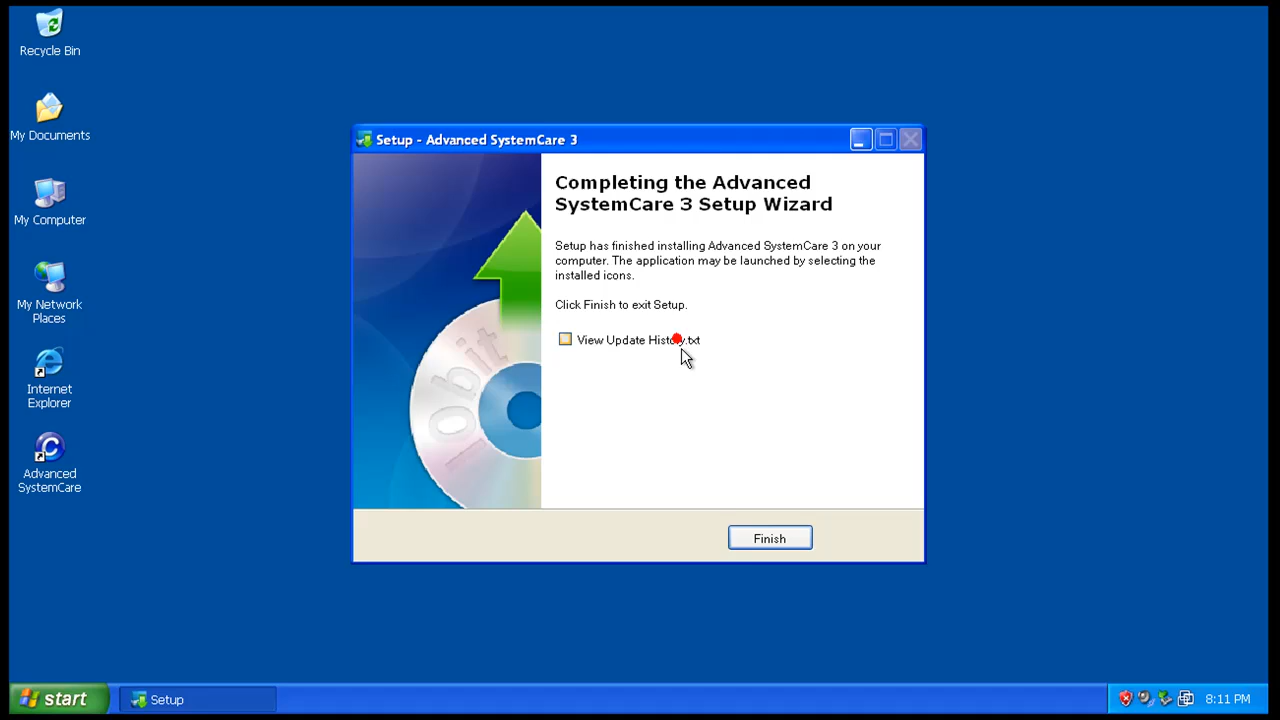 Recycle Bin
My Documents
My Computer
My Network
Places
Internet
Explorer
Advanced
SystemCare
Setup - Advanced SystemCare 3
iobit
Completing the Advanced
SystemCare 3 Setup Wizard
Setup has finished installing Advanced SystemCare 3 on your
computer. The application may be launched by selecting the
installed icons.
Click Finish to exit Setup.
View Update History.txt
Finish
start
Setup
8:11 PM